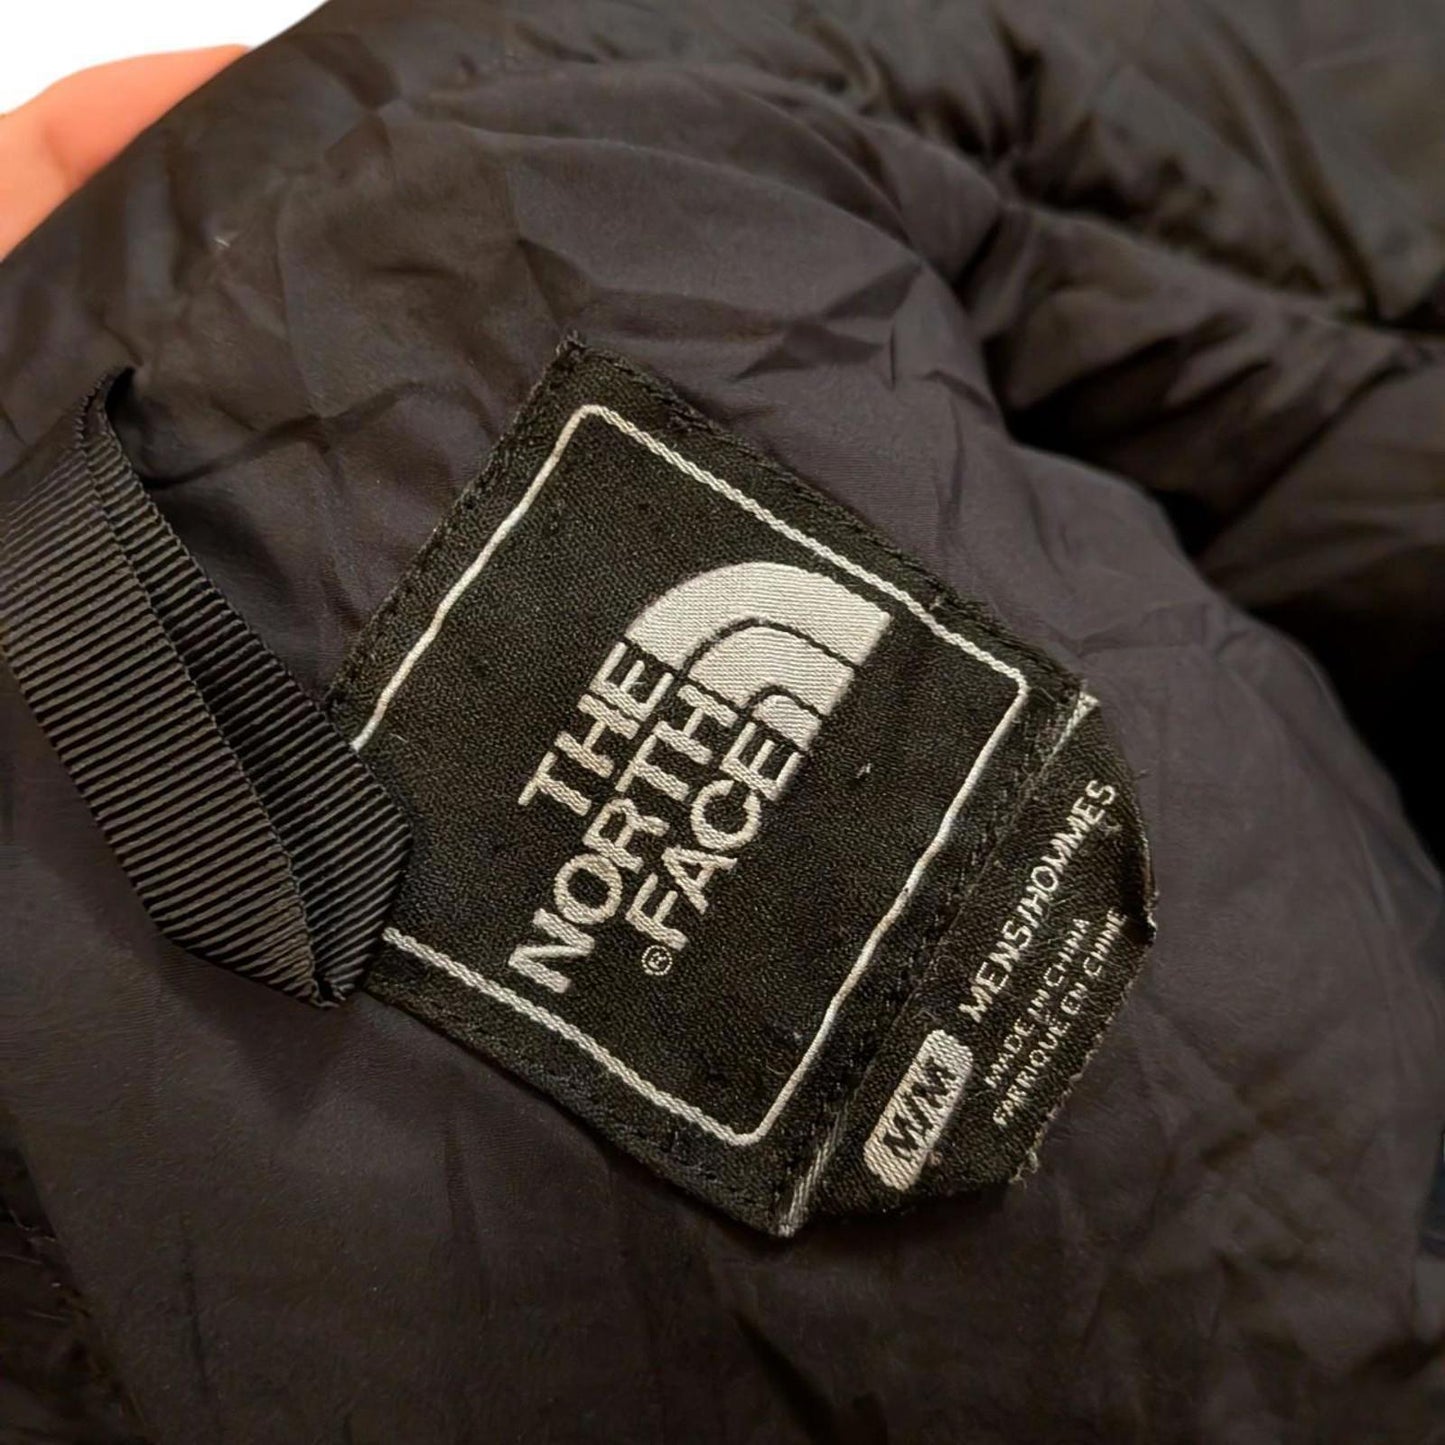 THE
NORTH
FACE
®
M/M
MENS/HOMMES
MADE IN CHINA
FABRIQUE EN CHINE